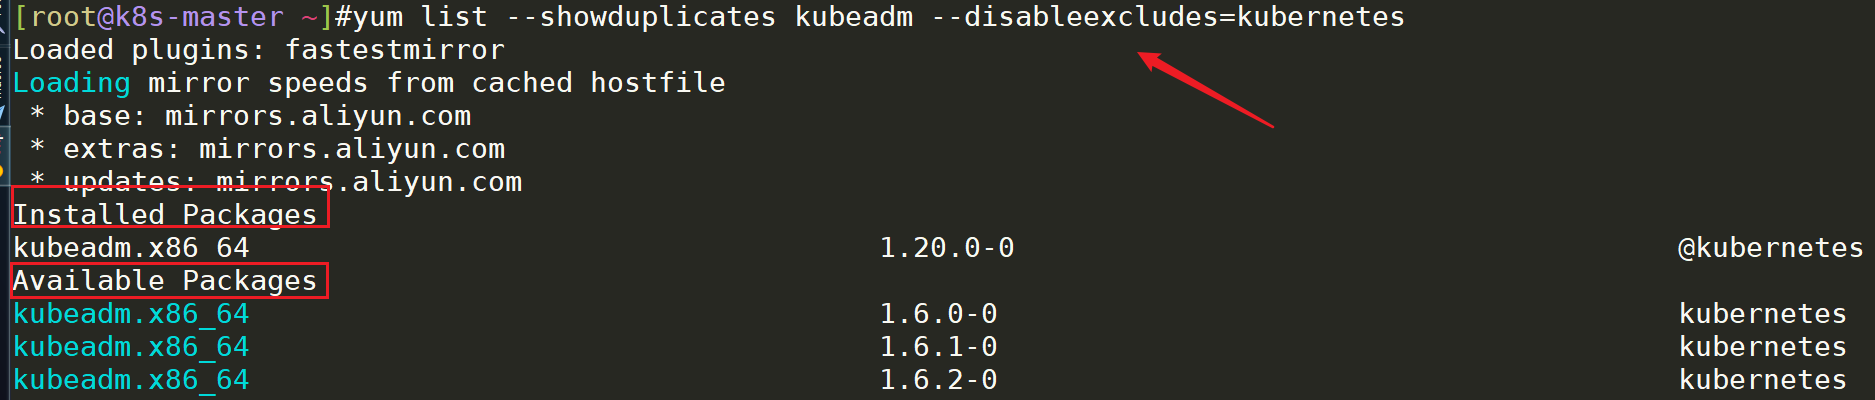 [root@k8s-master ~]#yum list --showduplicates kubeadm --disableexcludes=kubernetes
Loaded plugins: fastestmirror
Loading mirror speeds from cached hostfile
 * base: mirrors.aliyun.com
 * extras: mirrors.aliyun.com
 * updates: mirrors.aliyun.com
Installed Packages
kubeadm.x86_64 1.20.0-0 @kubernetes
Available Packages
kubeadm.x86_64 1.6.0-0 kubernetes
kubeadm.x86_64 1.6.1-0 kubernetes
kubeadm.x86_64 1.6.2-0 kubernetes